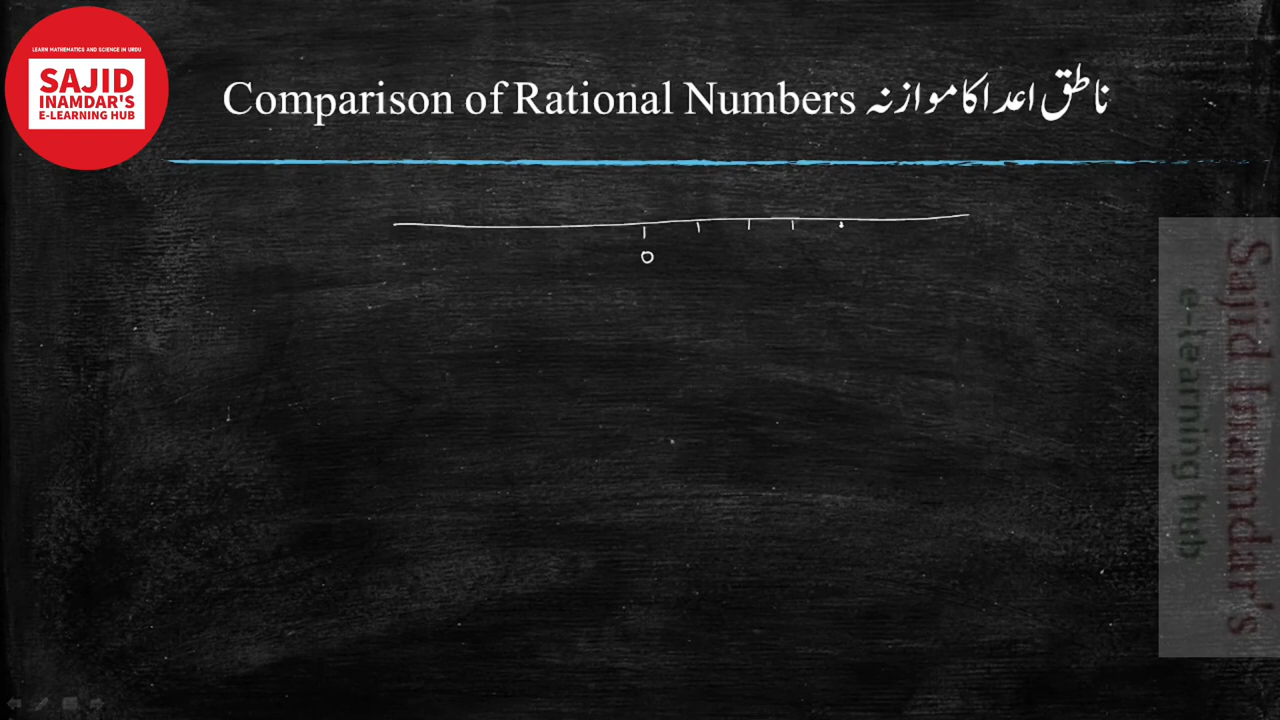 LEARN MATHEMATICS AND SCIENCE IN URDU
SAJID
INAMDAR'S
E-LEARNING HUB
Comparison of Rational Numbers ناطق اعداد کا موازنہ
0
Sajid Inamdar's
e-learning hub